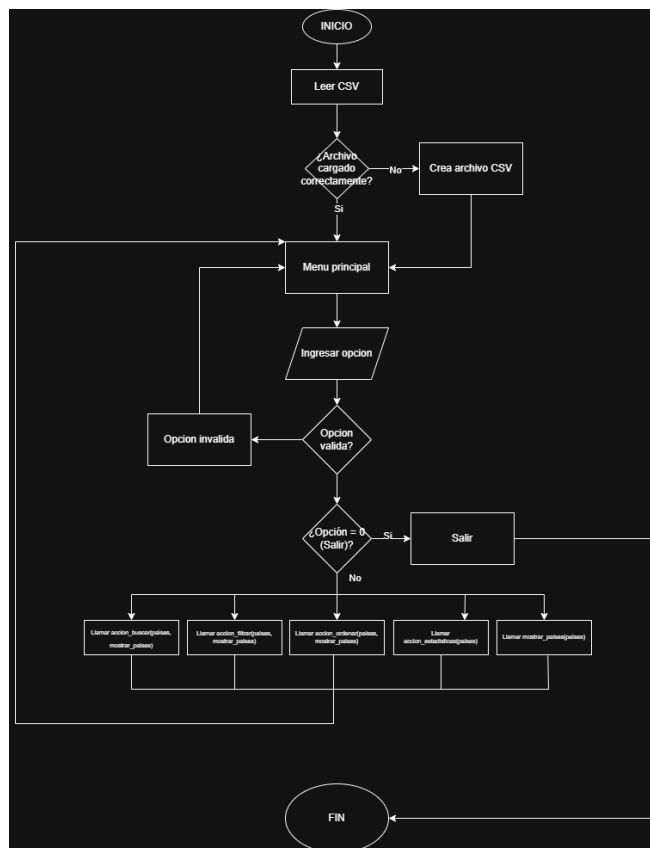 INICIO
Leer CSV
¿Archivo
cargado
correctamente?
No
Crea archivo CSV
Si
Menu principal
Ingresar opcion
Opcion invalida
Opcion
valida?
¿Opción = 0
(Salir)?
Si
Salir
No
Llamar accion_buscar(paises,
mostrar_paises)
Llamar accion_filtrar(paises,
mostrar_paises)
Llamar accion_ordenar(paises,
mostrar_paises)
Llamar
accion_estadisticas(paises)
Llamar mostrar_paises(paises)
FIN